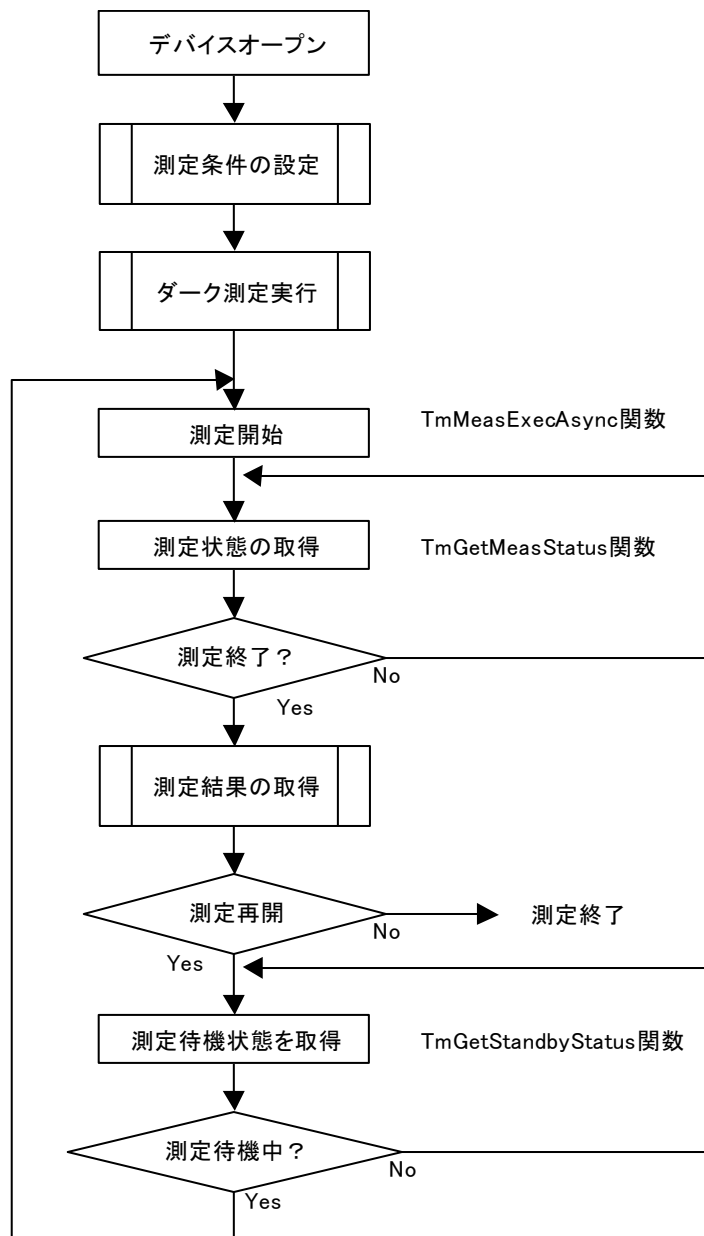 デバイスオープン
測定条件の設定
ダーク測定実行
測定開始
TmMeasExecAsync関数
測定状態の取得
TmGetMeasStatus関数
測定終了？
No
Yes
測定結果の取得
測定再開
No
測定終了
Yes
測定待機状態を取得
TmGetStandbyStatus関数
測定待機中？
No
Yes